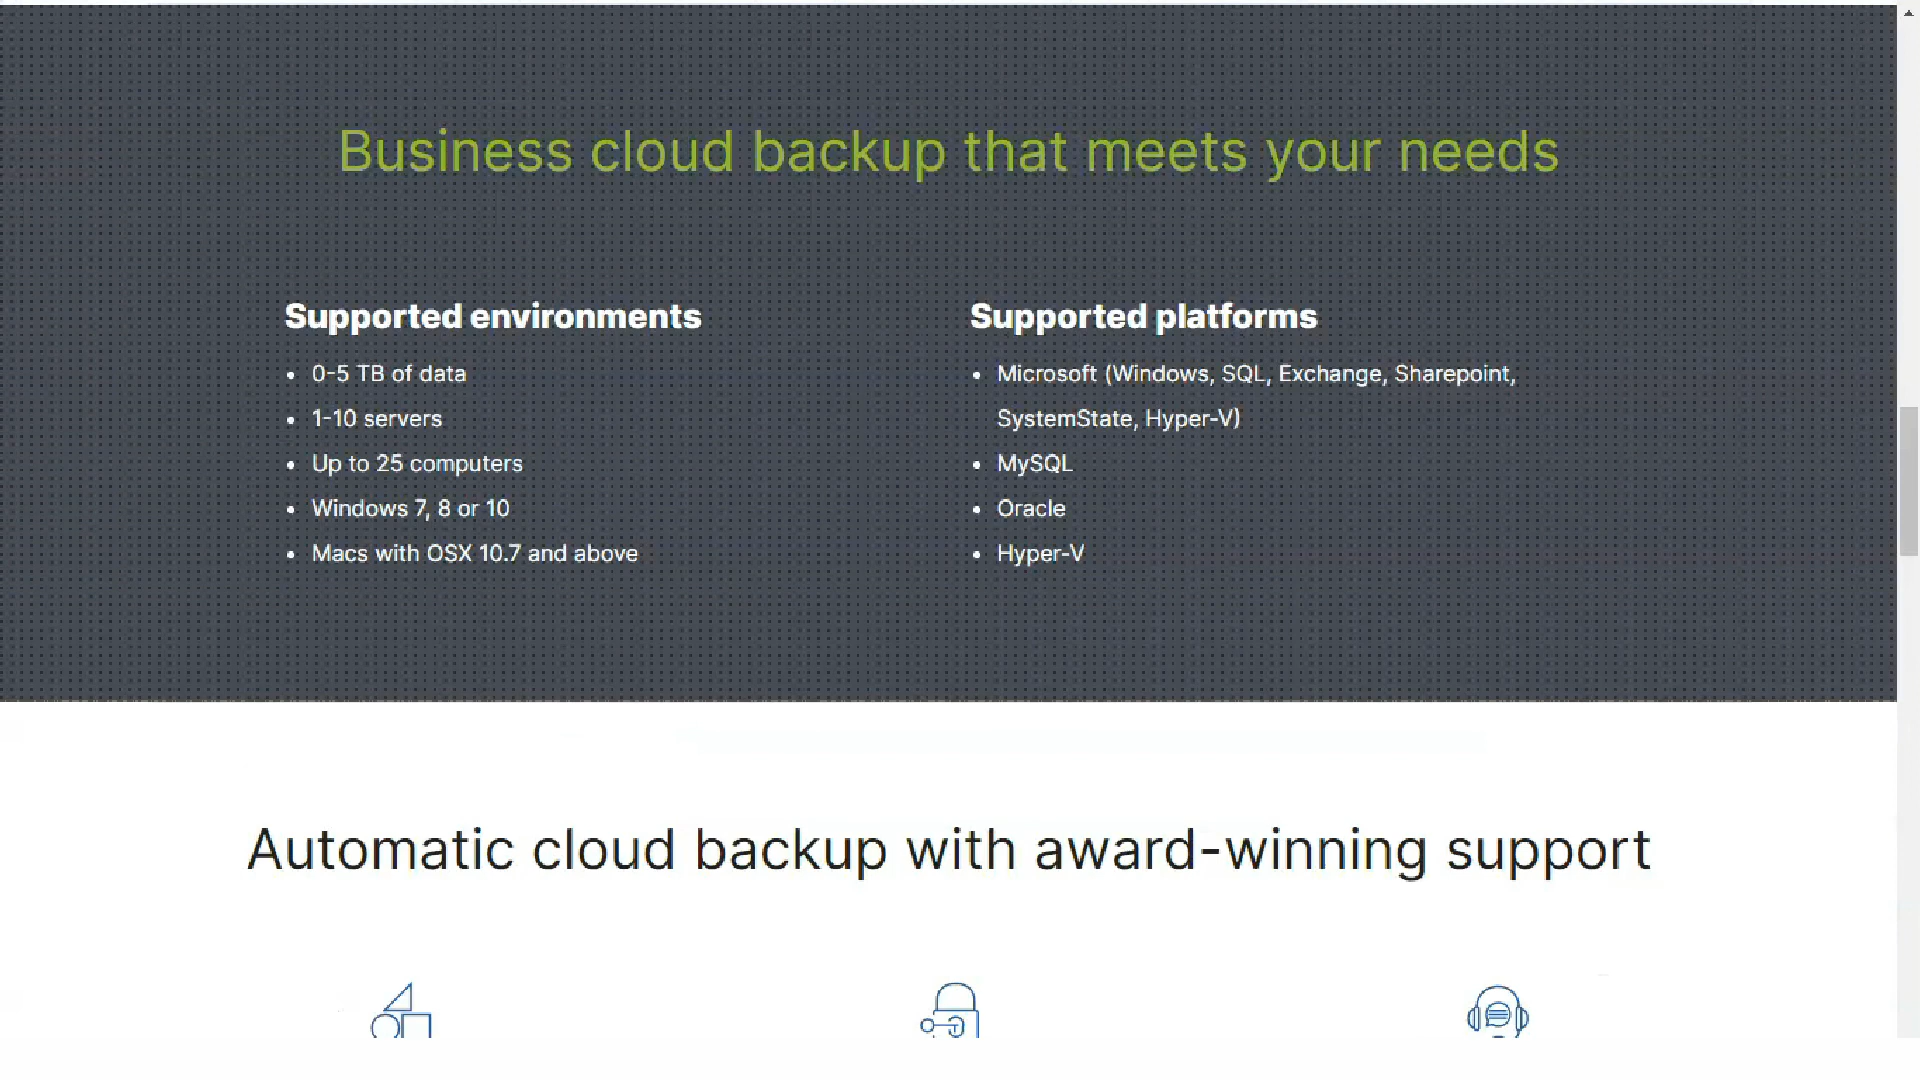 Business cloud backup that meets your needs
Supported environments
• 0-5 TB of data
• 1-10 servers
• Up to 25 computers
• Windows 7, 8 or 10
• Macs with OSX 10.7 and above
Supported platforms
• Microsoft (Windows, SQL, Exchange, Sharepoint,
SystemState, Hyper-V)
• MySQL
• Oracle
• Hyper-V
Automatic cloud backup with award-winning support